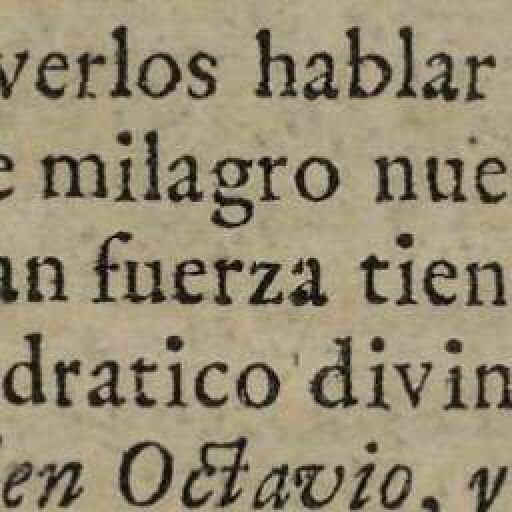 verlos hablar
e milagro nue
an fuerza tien
dratico divin
en Octavio, y